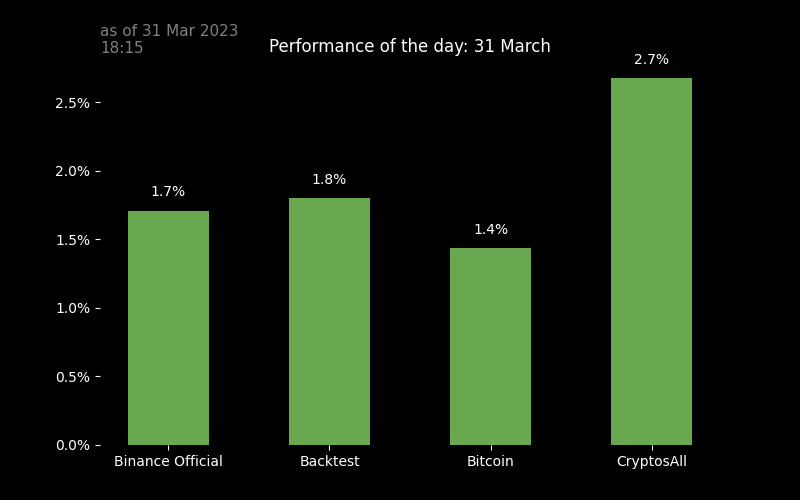 as of 31 Mar 2023
18:15
Performance of the day: 31 March
2.7%
2.5%
2.0%
1.8%
1.7%
1.5%
1.4%
1.0%
0.5%
0.0%
Binance Official
Backtest
Bitcoin
CryptosAll